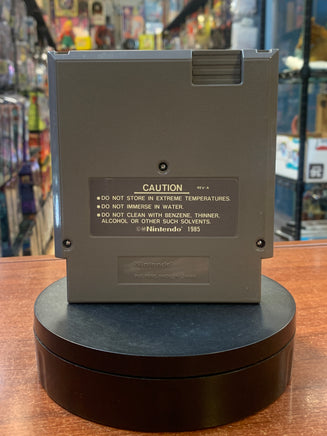 CAUTION REV-A
• DO NOT STORE IN EXTREME TEMPERATURES.
• DO NOT IMMERSE IN WATER.
• DO NOT CLEAN WITH BENZENE, THINNER,
ALCOHOL OR OTHER SUCH SOLVENTS.
©®Nintendo 1985
Nintendo